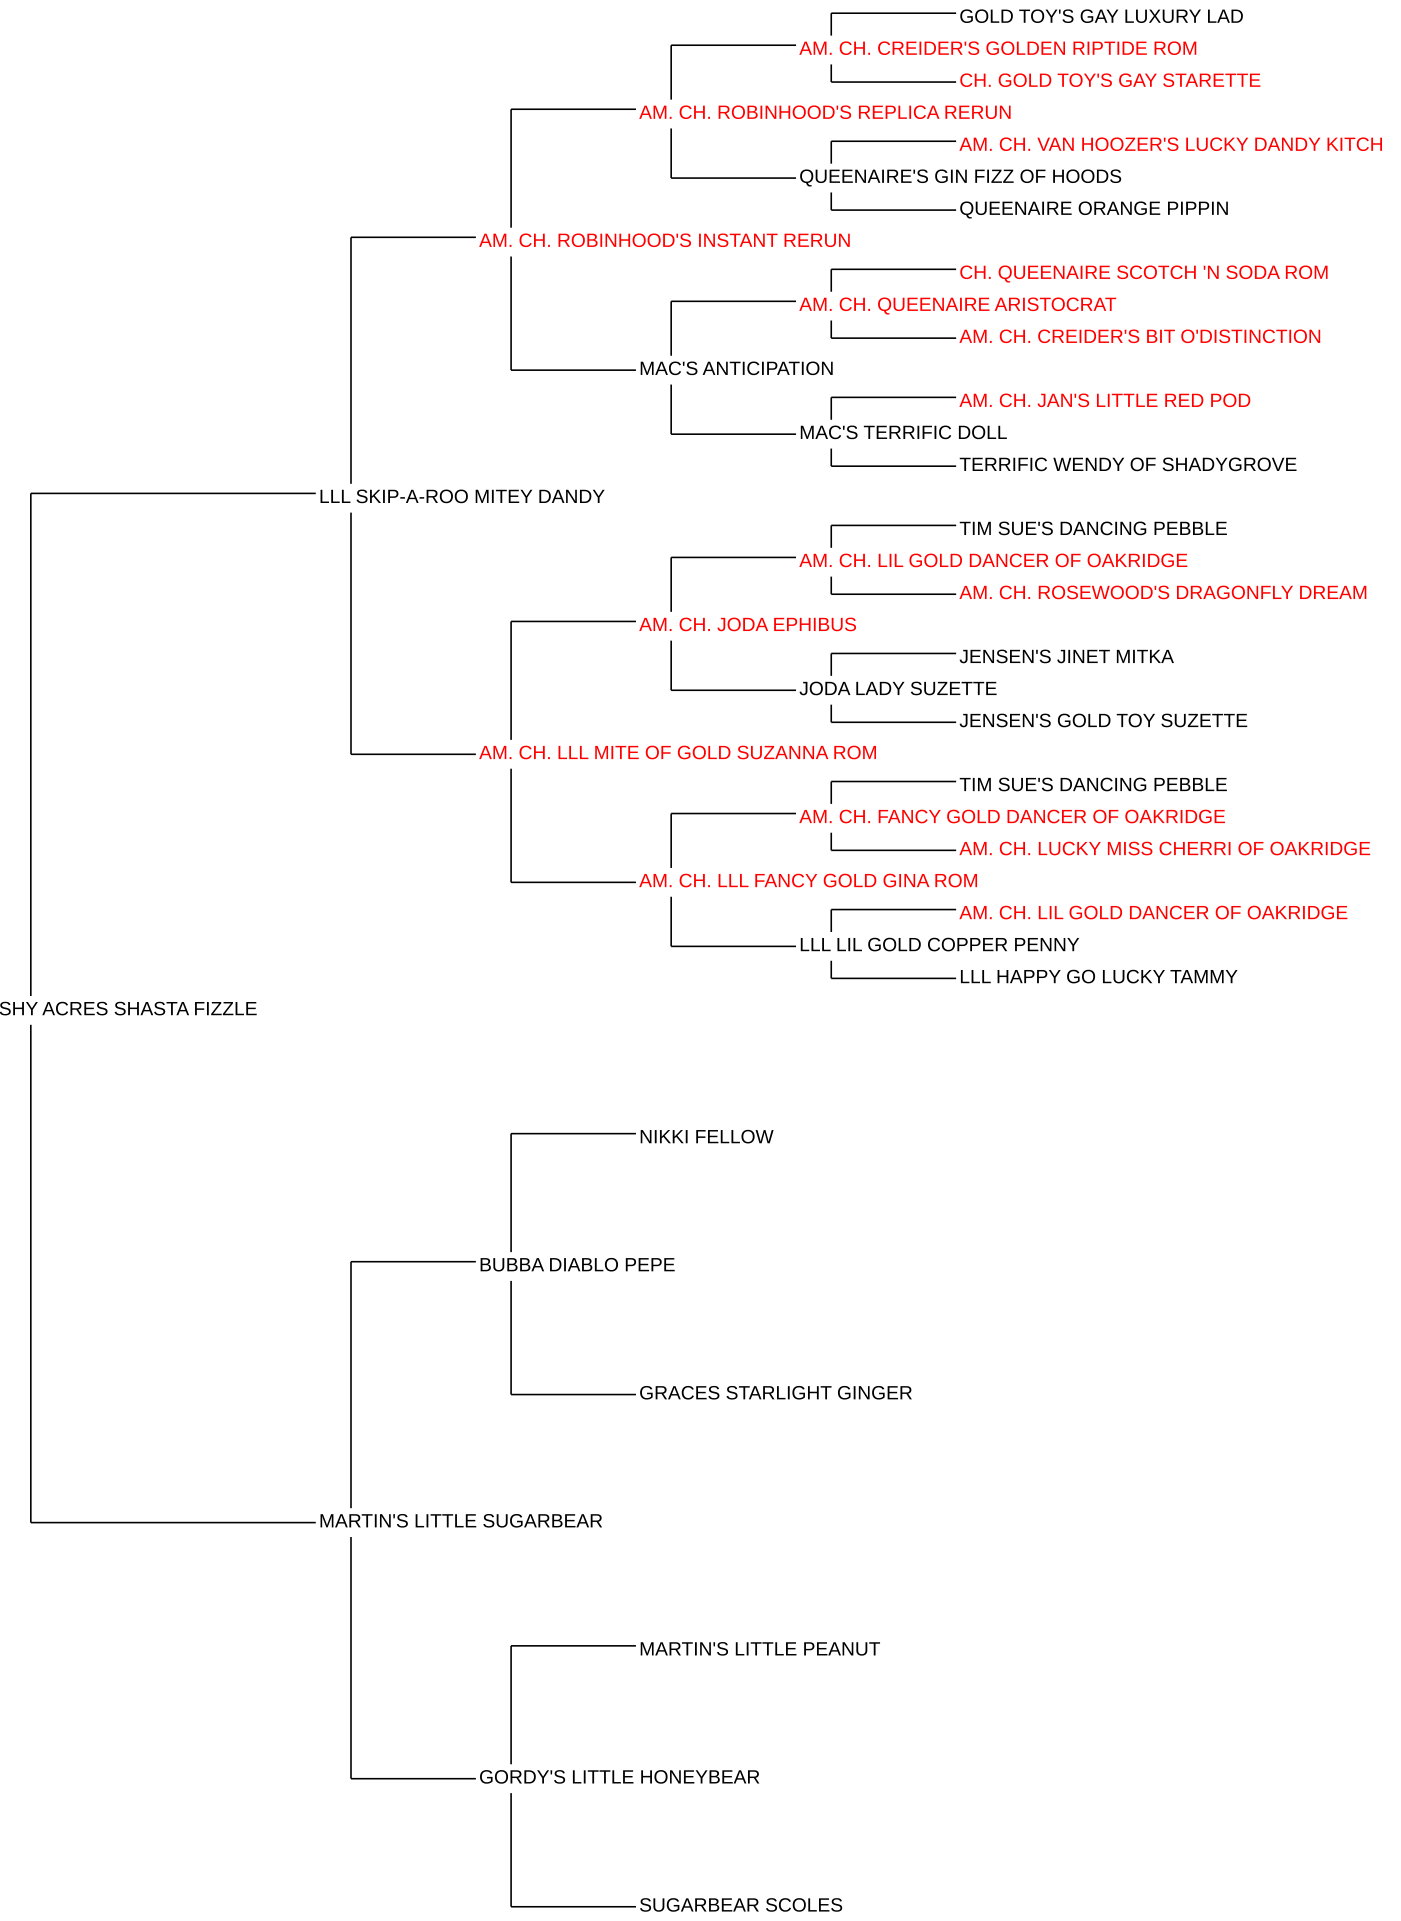 GOLD TOY'S GAY LUXURY LAD
AM. CH. CREIDER'S GOLDEN RIPTIDE ROM
CH. GOLD TOY'S GAY STARETTE
AM. CH. ROBINHOOD'S REPLICA RERUN
AM. CH. VAN HOOZER'S LUCKY DANDY KITCH
QUEENAIRE'S GIN FIZZ OF HOODS
QUEENAIRE ORANGE PIPPIN
AM. CH. ROBINHOOD'S INSTANT RERUN
CH. QUEENAIRE SCOTCH 'N SODA ROM
AM. CH. QUEENAIRE ARISTOCRAT
AM. CH. CREIDER'S BIT O'DISTINCTION
MAC'S ANTICIPATION
AM. CH. JAN'S LITTLE RED POD
MAC'S TERRIFIC DOLL
TERRIFIC WENDY OF SHADYGROVE
LLL SKIP-A-ROO MITEY DANDY
TIM SUE'S DANCING PEBBLE
AM. CH. LIL GOLD DANCER OF OAKRIDGE
AM. CH. ROSEWOOD'S DRAGONFLY DREAM
AM. CH. JODA EPHIBUS
JENSEN'S JINET MITKA
JODA LADY SUZETTE
JENSEN'S GOLD TOY SUZETTE
AM. CH. LLL MITE OF GOLD SUZANNA ROM
TIM SUE'S DANCING PEBBLE
AM. CH. FANCY GOLD DANCER OF OAKRIDGE
AM. CH. LUCKY MISS CHERRI OF OAKRIDGE
AM. CH. LLL FANCY GOLD GINA ROM
AM. CH. LIL GOLD DANCER OF OAKRIDGE
LLL LIL GOLD COPPER PENNY
LLL HAPPY GO LUCKY TAMMY
SHY ACRES SHASTA FIZZLE
NIKKI FELLOW
BUBBA DIABLO PEPE
GRACES STARLIGHT GINGER
MARTIN'S LITTLE SUGARBEAR
MARTIN'S LITTLE PEANUT
GORDY'S LITTLE HONEYBEAR
SUGARBEAR SCOLES